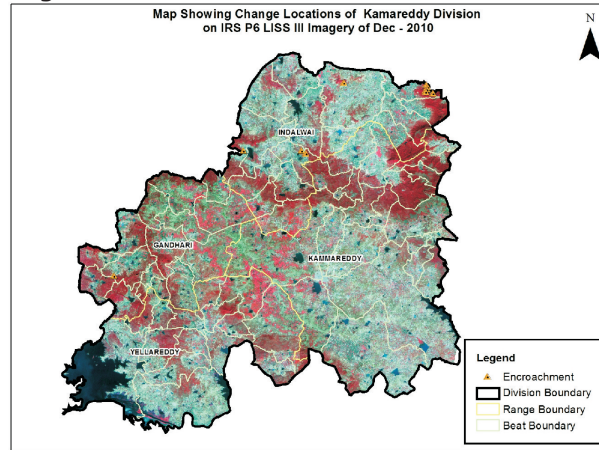 Map Showing Change Locations of Kamareddy Division
on IRS P6 LISS III Imagery of Dec - 2010
N
INDALWAI
GANDHARI
KAMMAREDDY
YELLAREDDY
Legend
Encroachment
Division Boundary
Range Boundary
Beat Boundary